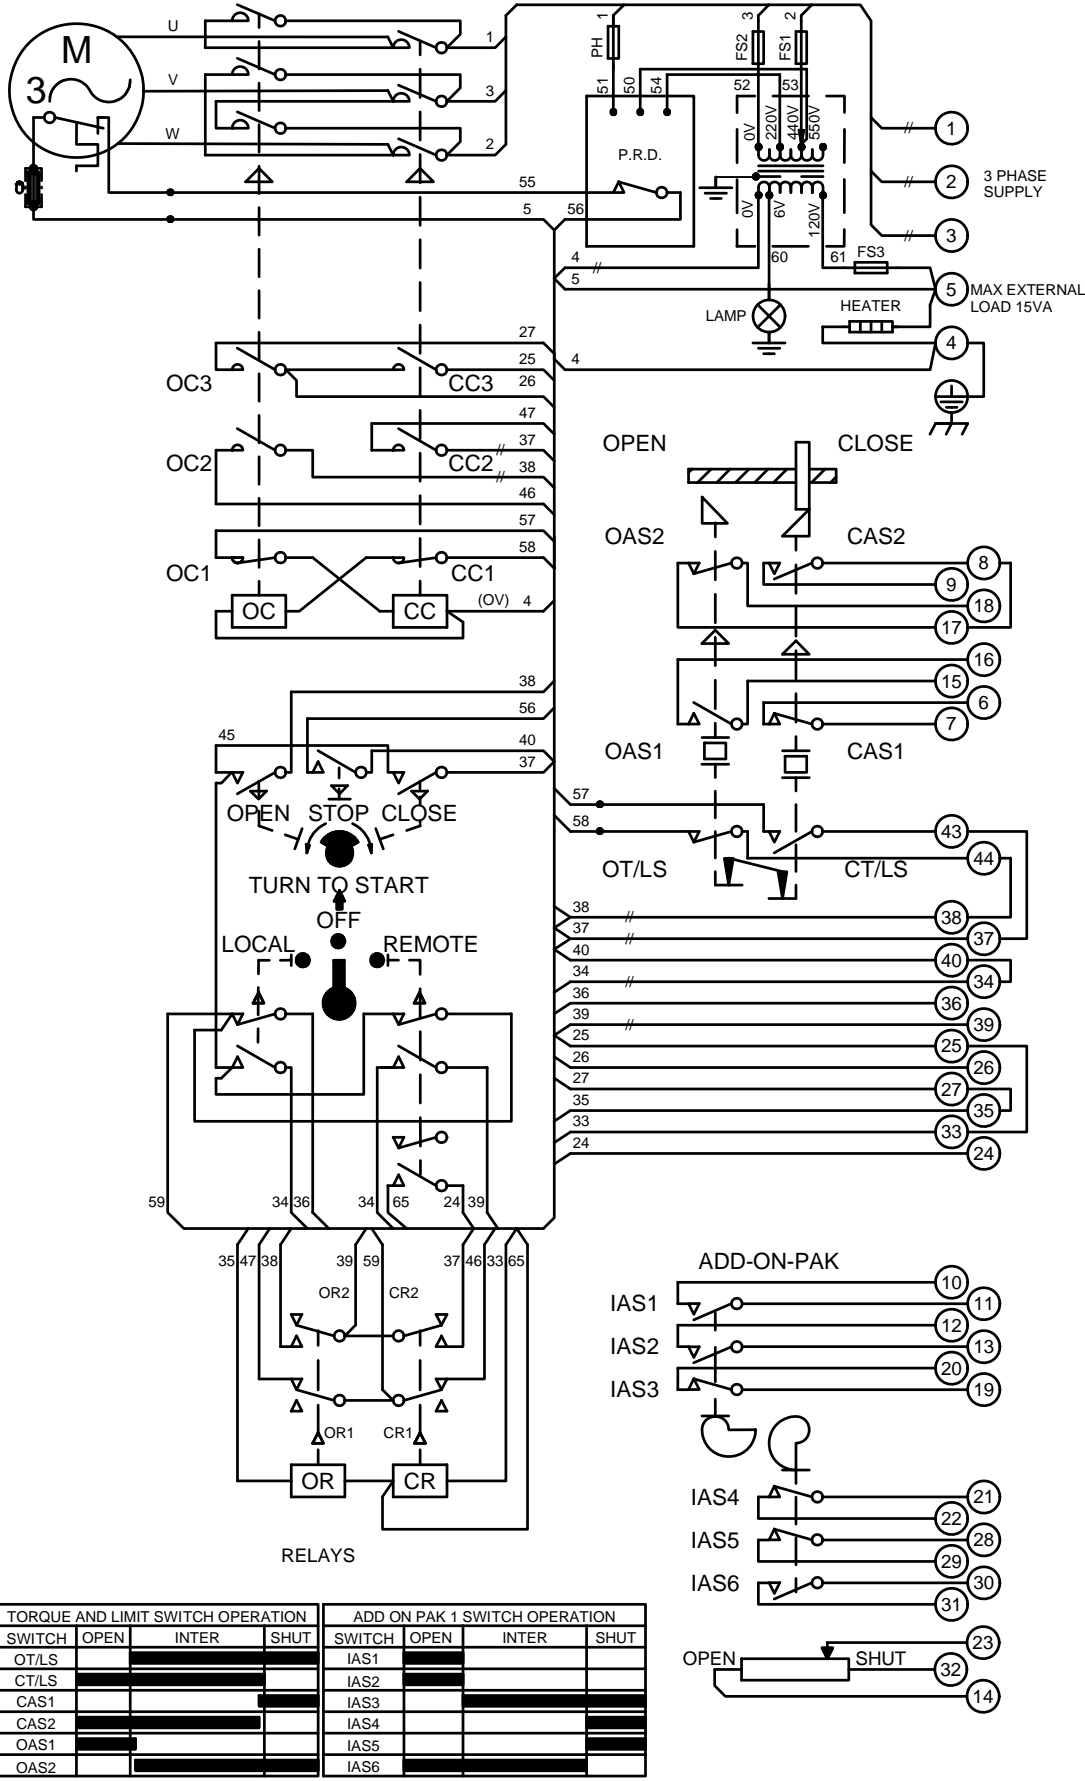 M
3
U
V
W
1
3
2
PH
1
FS2
3
FS1
2
51
50
54
52
53
P.R.D.
0V
220V
440V
550V
0V
6V
120V
1
2
3 PHASE
SUPPLY
3
55
5
56
4
60
61
FS3
5
5
MAX EXTERNAL
LOAD 15VA
LAMP
HEATER
4
4
27
25
26
OC3
CC3
47
37
38
46
OC2
CC2
57
58
OC1
CC1
OC
CC
(OV)
4
OPEN
CLOSE
OAS2
CAS2
8
9
18
17
16
15
6
7
OAS1
CAS1
38
56
40
37
45
OPEN
STOP
CLOSE
TURN TO START
OFF
LOCAL
REMOTE
57
58
43
44
OT/LS
CT/LS
38
38
37
37
40
40
34
34
36
36
39
39
25
25
26
26
27
27
35
35
33
33
24
24
59
34
36
34
65
24
39
35
47
38
39
59
37
46
33
65
OR2
CR2
OR1
CR1
OR
CR
RELAYS
ADD-ON-PAK
IAS1
10
11
IAS2
12
13
IAS3
20
19
IAS4
21
22
IAS5
28
29
IAS6
30
31
OPEN
SHUT
23
32
14
TORQUE AND LIMIT SWITCH OPERATION
SWITCH OPEN INTER SHUT
OT/LS
CT/LS
CAS1
CAS2
OAS1
OAS2
ADD ON PAK 1 SWITCH OPERATION
SWITCH OPEN INTER SHUT
IAS1
IAS2
IAS3
IAS4
IAS5
IAS6